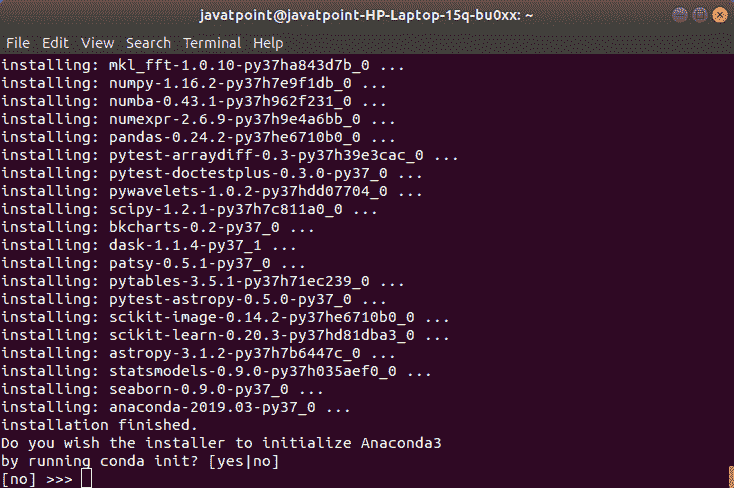 javatpoint@javatpoint-HP-Laptop-15q-bu0xx: ~
File Edit View Search Terminal Help
installing: mkl_fft-1.0.10-py37ha843d7b_0 ...
installing: numpy-1.16.2-py37h7e9f1db_0 ...
installing: numba-0.43.1-py37h962f231_0 ...
installing: numexpr-2.6.9-py37h9e4a6bb_0 ...
installing: pandas-0.24.2-py37he6710b0_0 ...
installing: pytest-arraydiff-0.3-py37h39e3cac_0 ...
installing: pytest-doctestplus-0.3.0-py37_0 ...
installing: pywavelets-1.0.2-py37hdd07704_0 ...
installing: scipy-1.2.1-py37h7c811a0_0 ...
installing: bkcharts-0.2-py37_0 ...
installing: dask-1.1.4-py37_1 ...
installing: patsy-0.5.1-py37_0 ...
installing: pytables-3.5.1-py37h71ec239_0 ...
installing: pytest-astropy-0.5.0-py37_0 ...
installing: scikit-image-0.14.2-py37he6710b0_0 ...
installing: scikit-learn-0.20.3-py37hd81dba3_0 ...
installing: astropy-3.1.2-py37h7b6447c_0 ...
installing: statsmodels-0.9.0-py37h035aef0_0 ...
installing: seaborn-0.9.0-py37_0 ...
installing: anaconda-2019.03-py37_0 ...
installation finished.
Do you wish the installer to initialize Anaconda3
by running conda init? [yes|no]
[no] >>>